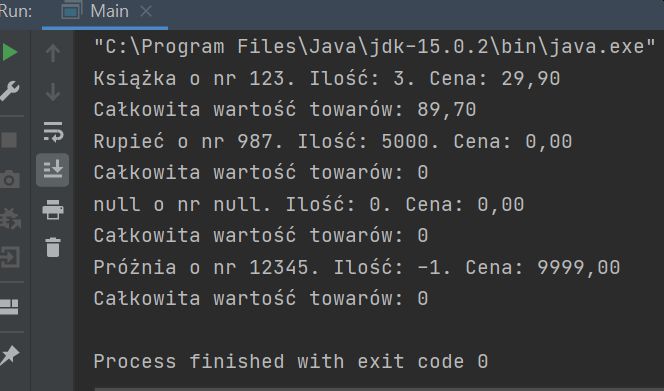 Run: Main
"C:\Program Files\Java\jdk-15.0.2\bin\java.exe"
Książka o nr 123. Ilość: 3. Cena: 29,90
Całkowita wartość towarów: 89,70
Rupieć o nr 987. Ilość: 5000. Cena: 0,00
Całkowita wartość towarów: 0
null o nr null. Ilość: 0. Cena: 0,00
Całkowita wartość towarów: 0
Próżnia o nr 12345. Ilość: -1. Cena: 9999,00
Całkowita wartość towarów: 0
Process finished with exit code 0